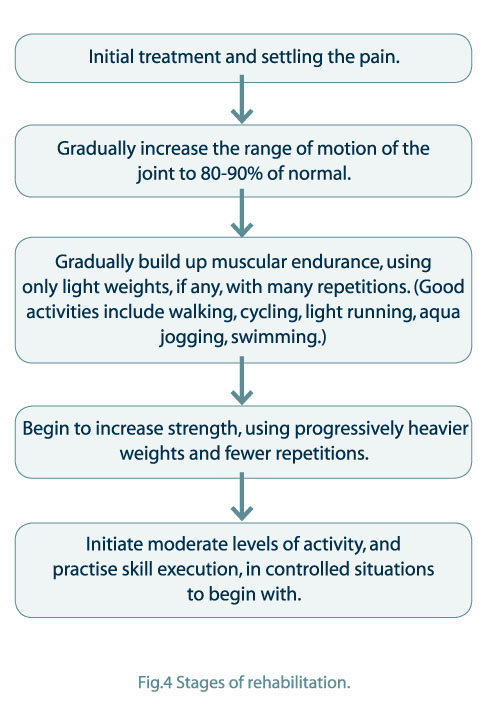 Initial treatment and settling the pain.
Gradually increase the range of motion of the
joint to 80-90% of normal.
Gradually build up muscular endurance, using
only light weights, if any, with many repetitions. (Good
activities include walking, cycling, light running, aqua
jogging, swimming.)
Begin to increase strength, using progressively heavier
weights and fewer repetitions.
Initiate moderate levels of activity, and
practise skill execution, in controlled situations
to begin with.
Fig.4 Stages of rehabilitation.